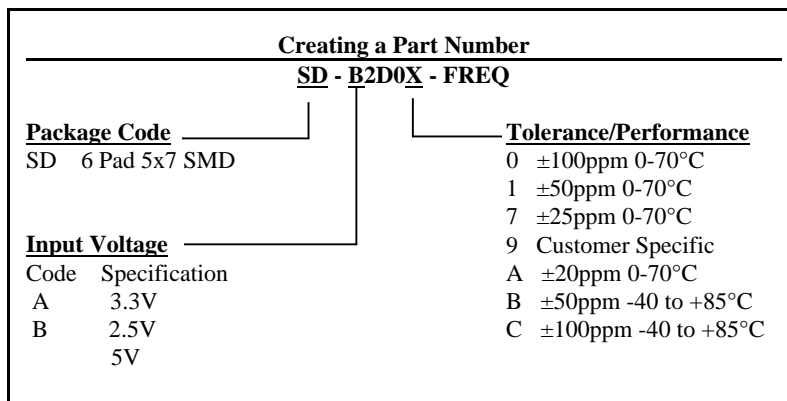 Creating a Part Number
SD - B2D0X - FREQ
Package Code
SD 6 Pad 5x7 SMD
Input Voltage
Code Specification
A 3.3V
B 2.5V
5V
Tolerance/Performance
0 ±100ppm 0-70°C
1 ±50ppm 0-70°C
7 ±25ppm 0-70°C
9 Customer Specific
A ±20ppm 0-70°C
B ±50ppm -40 to +85°C
C ±100ppm -40 to +85°C